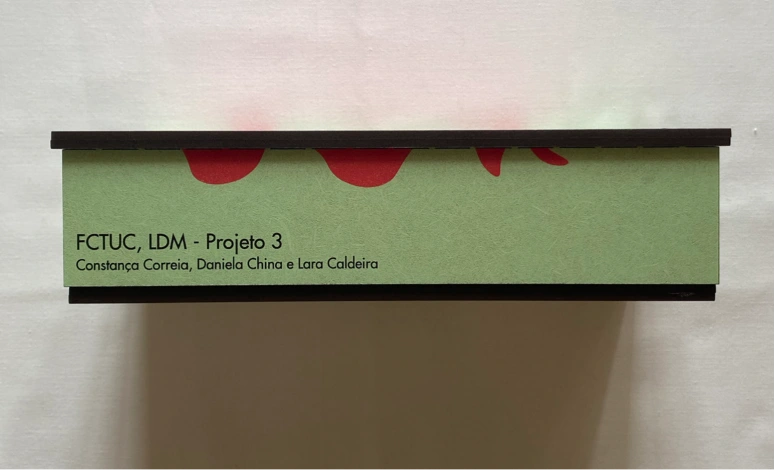 FCTUC, LDM - Projeto 3
Constança Correia, Daniela China e Lara Caldeira